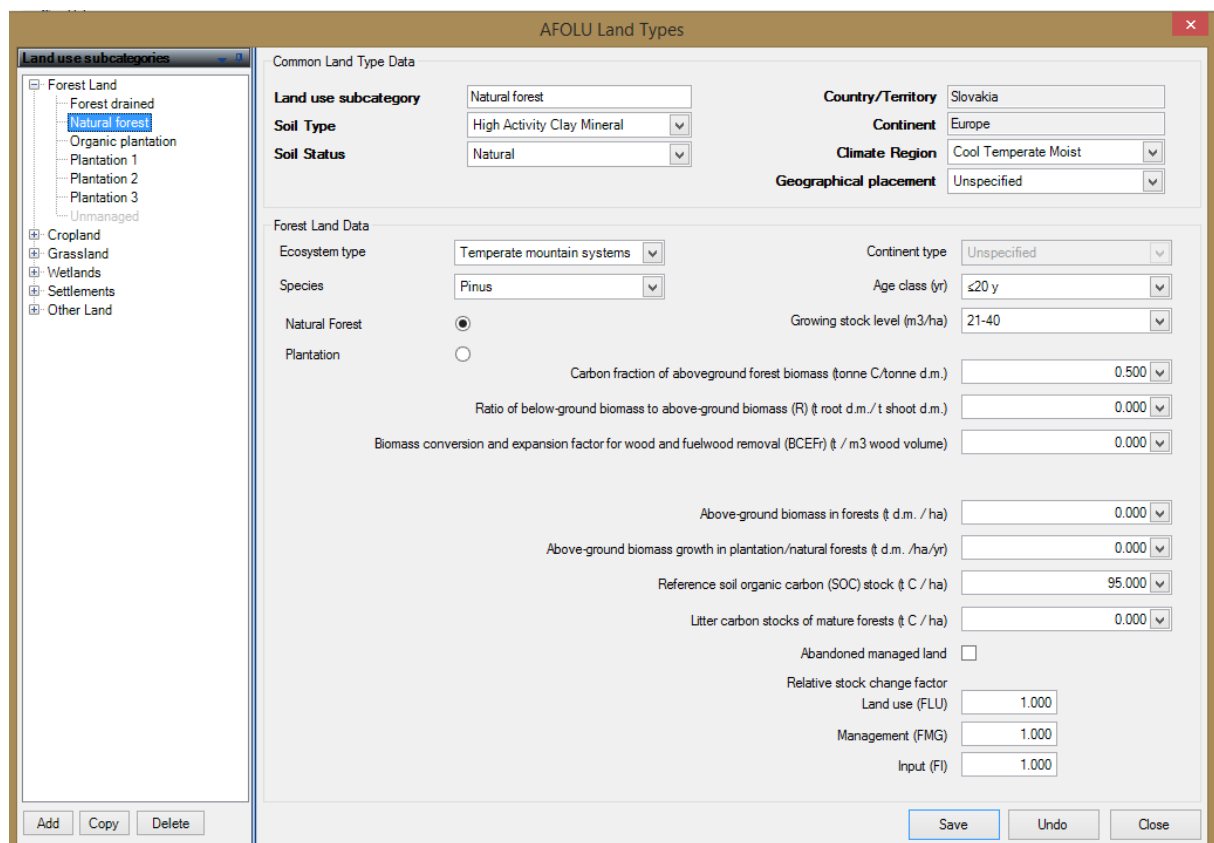 AFOLU Land Types
Land use subcategories
Forest Land
Forest drained
Natural forest
Organic plantation
Plantation 1
Plantation 2
Plantation 3
Unmanaged
Cropland
Grassland
Wetlands
Settlements
Other Land
Add Copy Delete
Common Land Type Data
Land use subcategory Natural forest Country/Territory Slovakia
Soil Type High Activity Clay Mineral Continent Europe
Soil Status Natural Climate Region Cool Temperate Moist
Geographical placement Unspecified
Forest Land Data
Ecosystem type Temperate mountain systems Continent type Unspecified
Species Pinus Age class (yr) ≤20 y
Natural Forest Growing stock level (m3/ha) 21-40
Plantation
Carbon fraction of aboveground forest biomass (tonne C/tonne d.m.) 0.500
Ratio of below-ground biomass to above-ground biomass (R) (t root d.m./ t shoot d.m.) 0.000
Biomass conversion and expansion factor for wood and fuelwood removal (BCEFr) (t / m3 wood volume) 0.000
Above-ground biomass in forests (t d.m. / ha) 0.000
Above-ground biomass growth in plantation/natural forests (t d.m. /ha/yr) 0.000
Reference soil organic carbon (SOC) stock (t C / ha) 95.000
Litter carbon stocks of mature forests (t C / ha) 0.000
Abandoned managed land
Relative stock change factor
Land use (FLU) 1.000
Management (FMG) 1.000
Input (FI) 1.000
Save Undo Close